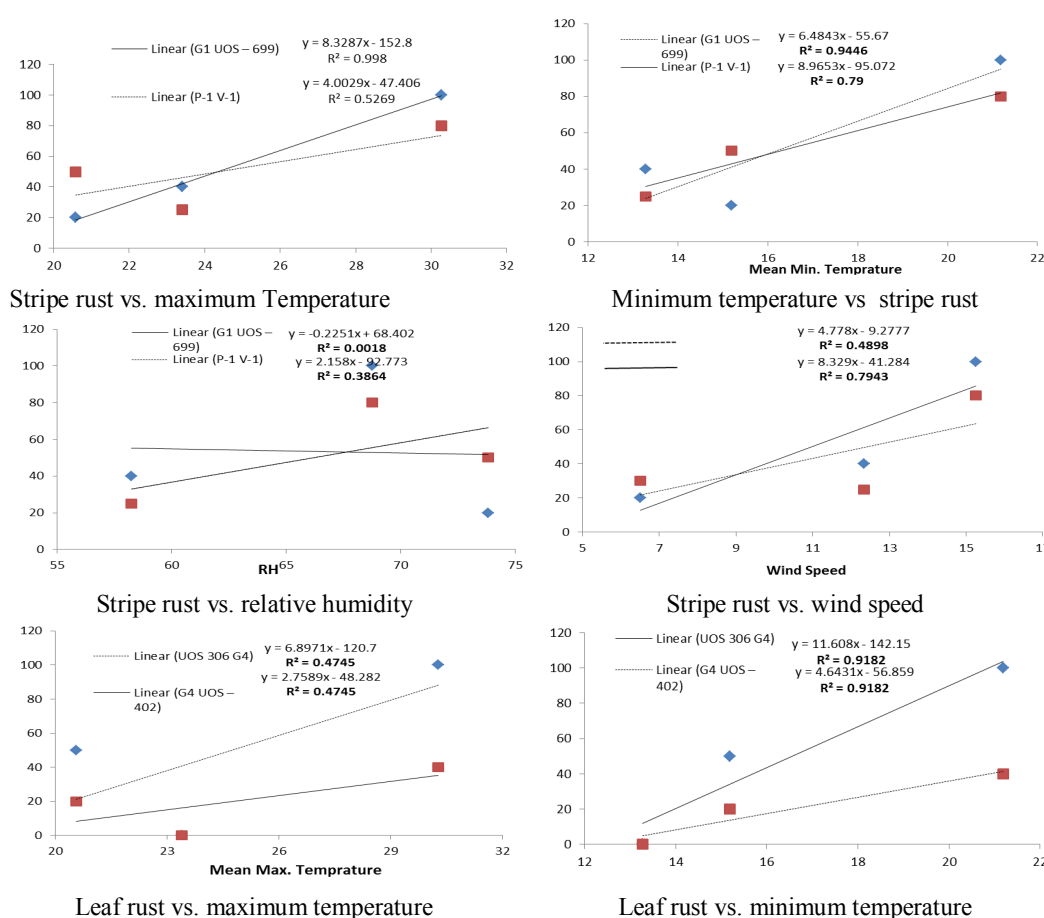 Linear (G1 UOS – 699)
y = 8.3287x - 152.8
R² = 0.998
Linear (P-1 V-1)
y = 4.0029x - 47.406
R² = 0.5269
120
100
80
60
40
20
0
20 22 24 26 28 30 32
Stripe rust vs. maximum Temperature
Linear (G1 UOS –
699)
y = 6.4843x - 55.67
R² = 0.9446
Linear (P-1 V-1)
y = 8.9653x - 95.072
R² = 0.79
120
100
80
60
40
20
0
12 14 16 18 20 22
Mean Min. Temprature
Minimum temperature vs stripe rust
Linear (G1 UOS –
699)
y = -0.2251x + 68.402
R² = 0.0018
Linear (P-1 V-1)
y = 2.158x - 92.773
R² = 0.3864
120
100
80
60
40
20
0
55 60 65 70 75
RH
Stripe rust vs. relative humidity
y = 4.778x - 9.2777
R² = 0.4898
y = 8.329x - 41.284
R² = 0.7943
120
100
80
60
40
20
0
5 7 9 11 13 15 17
Wind Speed
Stripe rust vs. wind speed
Linear (UOS 306 G4)
y = 6.8971x - 120.7
R² = 0.4745
Linear (G4 UOS –
402)
y = 2.7589x - 48.282
R² = 0.4745
120
100
80
60
40
20
0
20 22 24 26 28 30 32
Mean Max. Temprature
Leaf rust vs. maximum temperature
Linear (UOS 306 G4)
y = 11.608x - 142.15
R² = 0.9182
Linear (G4 UOS –
402)
y = 4.6431x - 56.859
R² = 0.9182
120
100
80
60
40
20
0
12 14 16 18 20 22
Leaf rust vs. minimum temperature